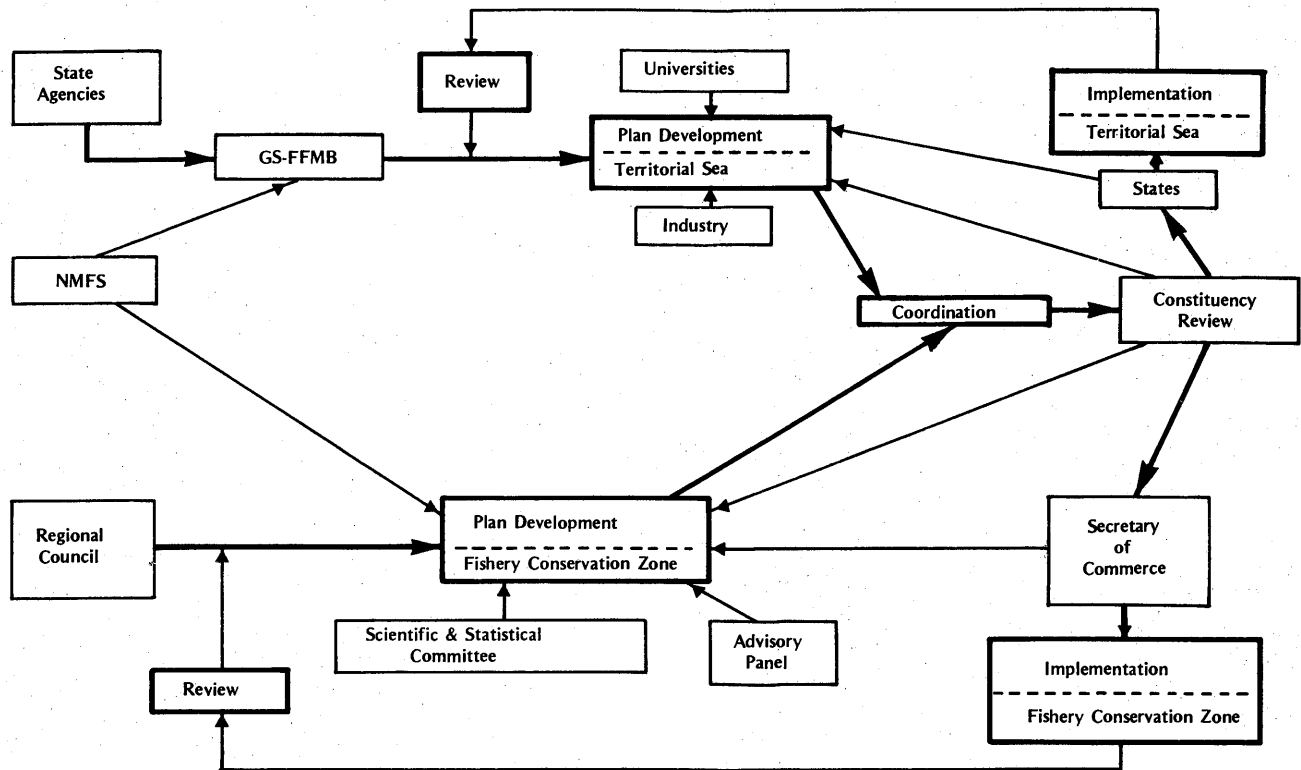 State
Agencies
Review
Universities
Implementation
Territorial Sea
Plan Development
Territorial Sea
GS-FFMB
States
Industry
NMFS
Coordination
Constituency
Review
Regional
Council
Plan Development
Fishery Conservation Zone
Secretary
of
Commerce
Scientific & Statistical
Committee
Advisory
Panel
Review
Implementation
Fishery Conservation Zone